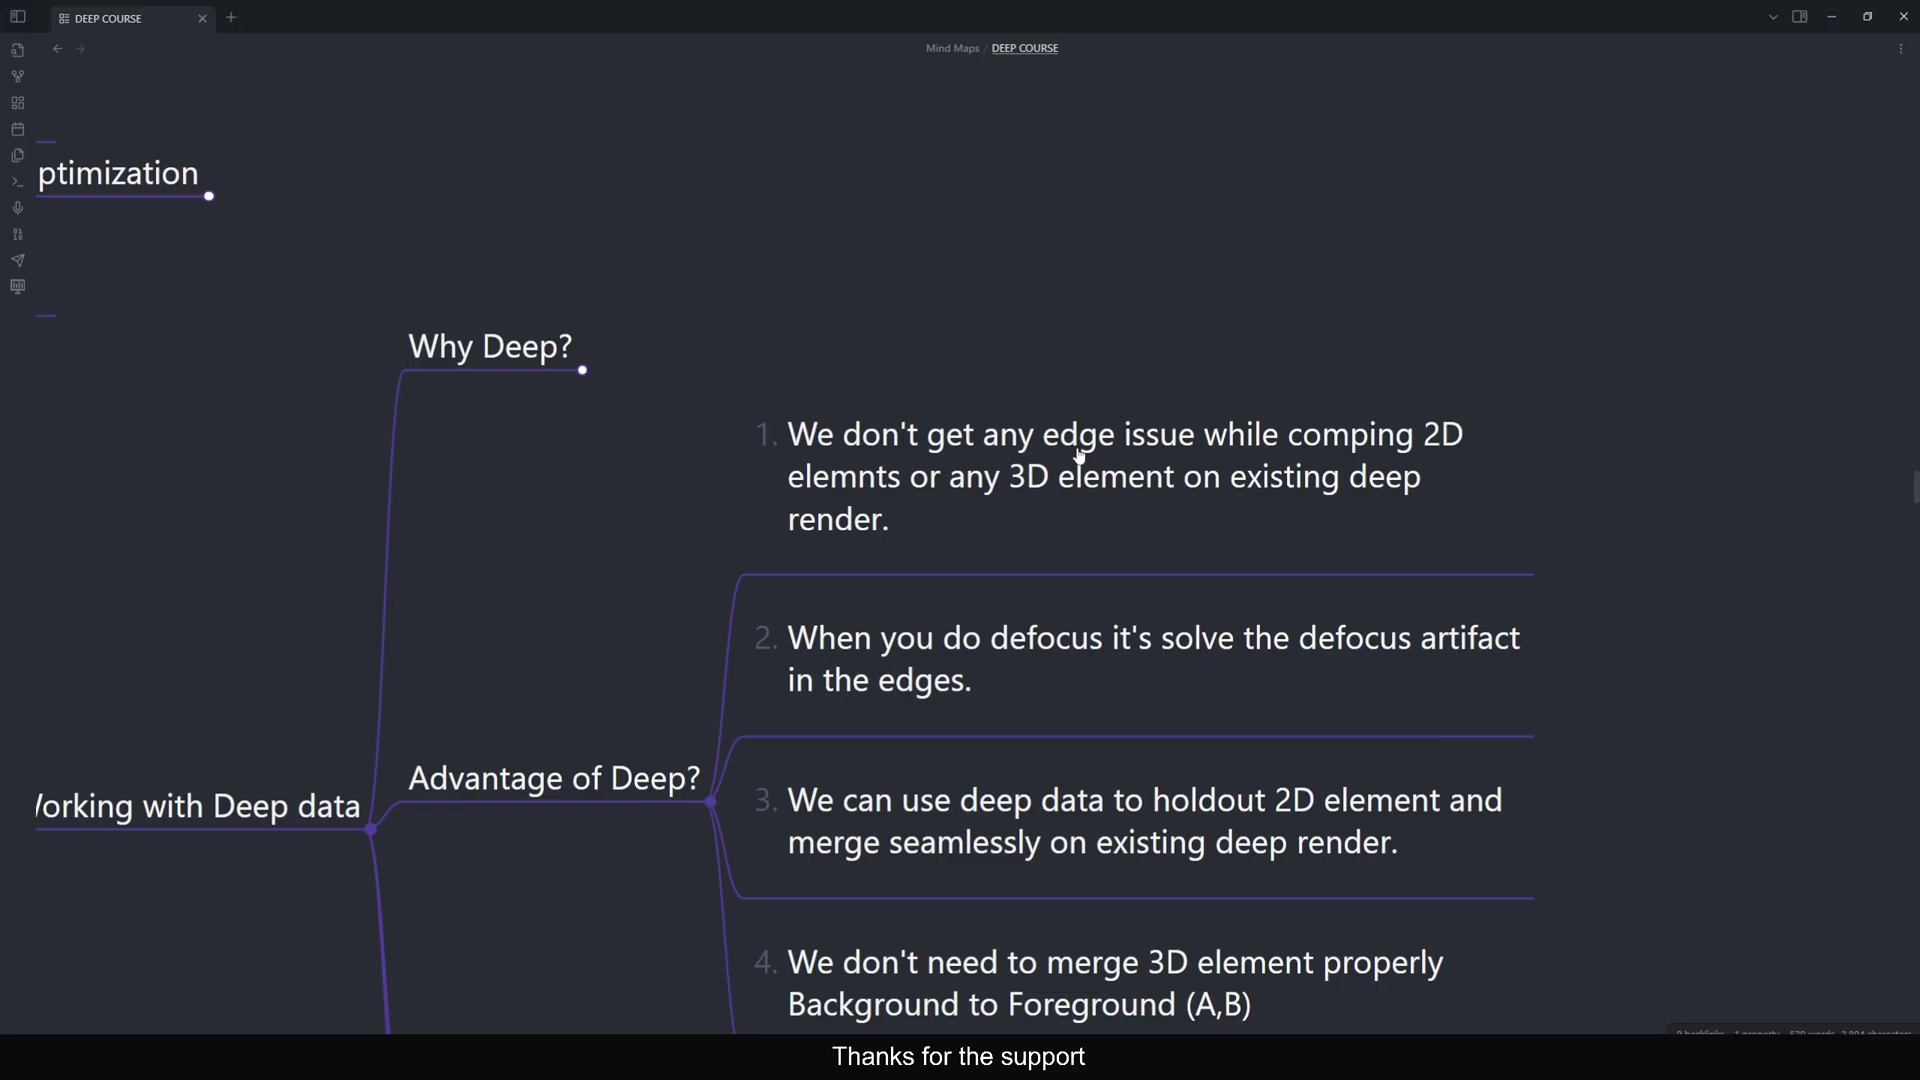 DEEP COURSE
Mind Maps / DEEP COURSE
ptimization
Why Deep?
1. We don't get any edge issue while comping 2D
elemnts or any 3D element on existing deep
render.
2. When you do defocus it's solve the defocus artifact
in the edges.
Advantage of Deep?
orking with Deep data
3. We can use deep data to holdout 2D element and
merge seamlessly on existing deep render.
4. We don't need to merge 3D element properly
Background to Foreground (A,B)
Thanks for the support